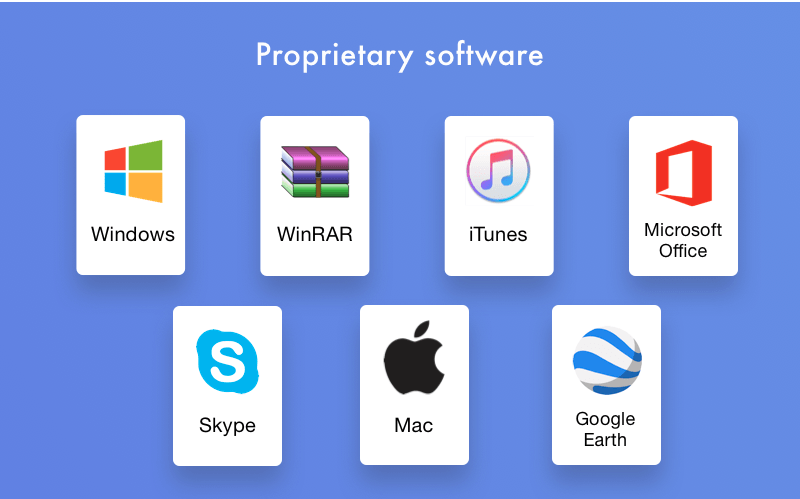 Proprietary software
Windows
WinRAR
iTunes
Microsoft
Office
S
Skype
Mac
Google
Earth